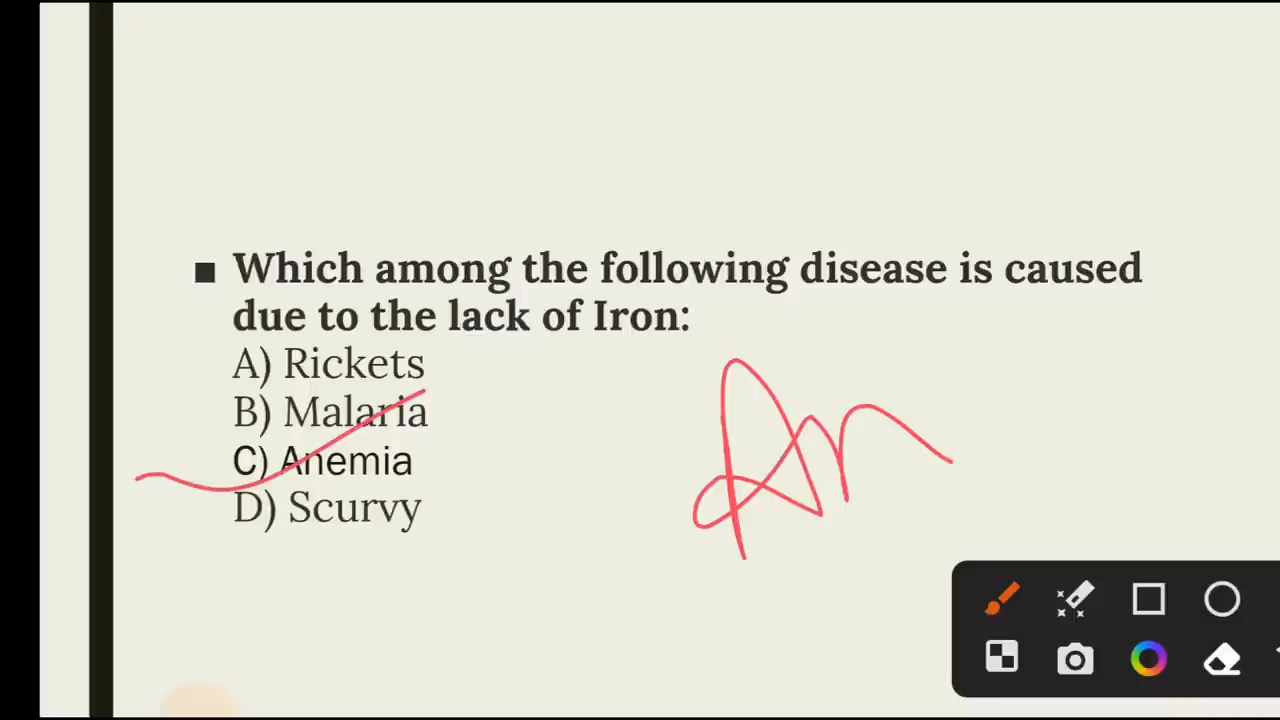 ■ Which among the following disease is caused
due to the lack of Iron:
A) Rickets
B) Malaria
C) Anemia
D) Scurvy
An